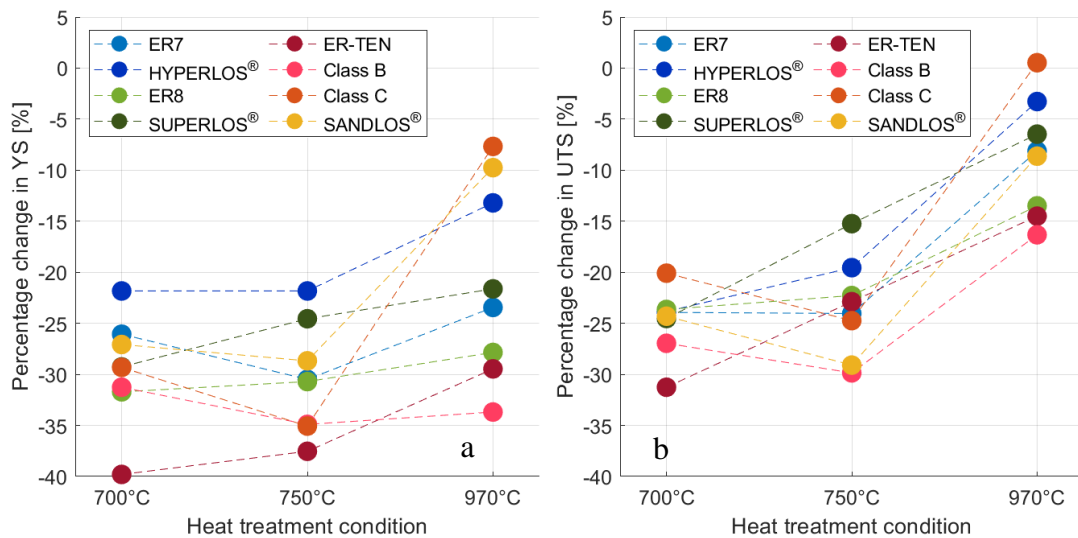 Percentage change in YS [%]
5
0
-5
-10
-15
-20
-25
-30
-35
-40
ER7
HYPERLOS®
ER8
SUPERLOS®
ER-TEN
Class B
Class C
SANDLOS®
a
700°C 750°C 970°C
Heat treatment condition
Percentage change in UTS [%]
5
0
-5
-10
-15
-20
-25
-30
-35
-40
ER7
HYPERLOS®
ER8
SUPERLOS®
ER-TEN
Class B
Class C
SANDLOS®
b
700°C 750°C 970°C
Heat treatment condition